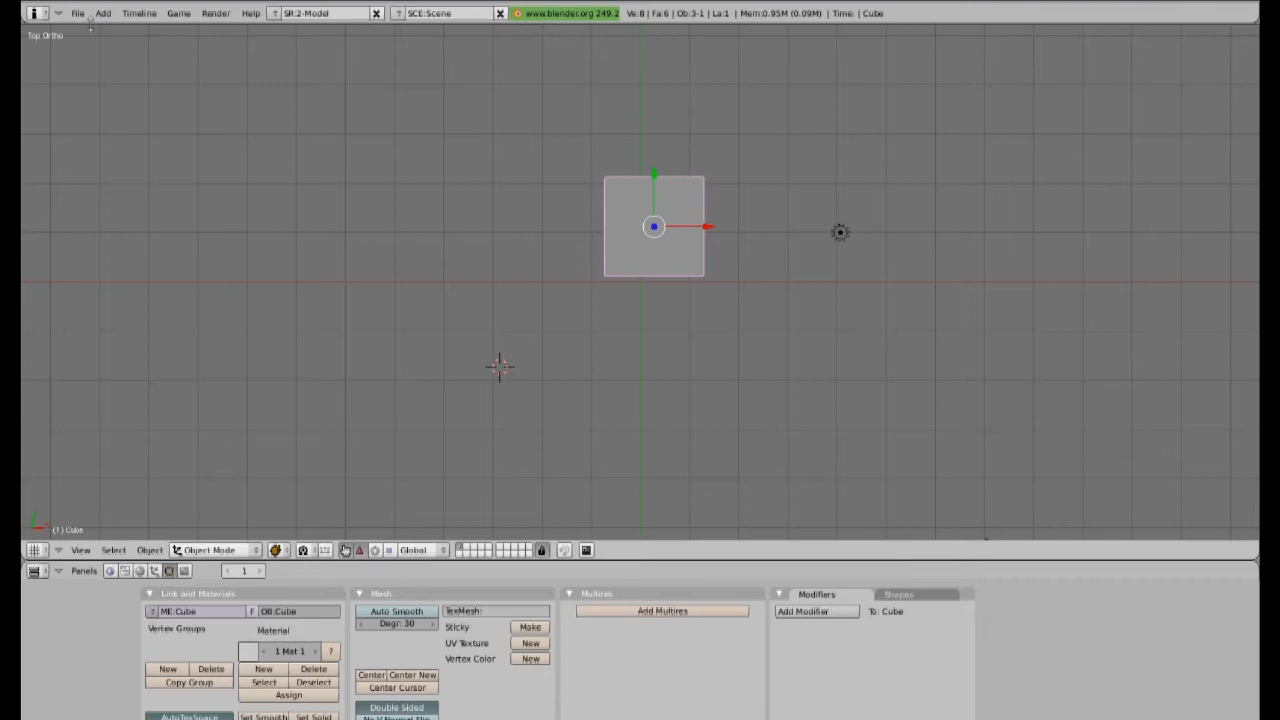 File Add Timeline Game Render Help SR:2-Model SCE:Scene www.blender.org 249.2 Ve:8 | Fa:6 | Ob:3-1 | La:1 | Mem:0.95M (0.09M) | Time: | Cube
Top Ortho
(1) Cube
View Select Object Object Mode Global
Panels 1
Link and Materials Mesh Multires Modifiers Shapes
ME:Cube F OB:Cube Auto Smooth TexMesh: Add Multires Add Modifier To: Cube
Degr: 30
Vertex Groups Material Sticky Make
UV Texture New
1 Mat 1 ? Vertex Color New
New Delete New Delete Center Center New
Copy Group Select Deselect Center Cursor
Assign
Double Sided
AutoTexSpace Set Smooth Set Solid No V.Normal Flip